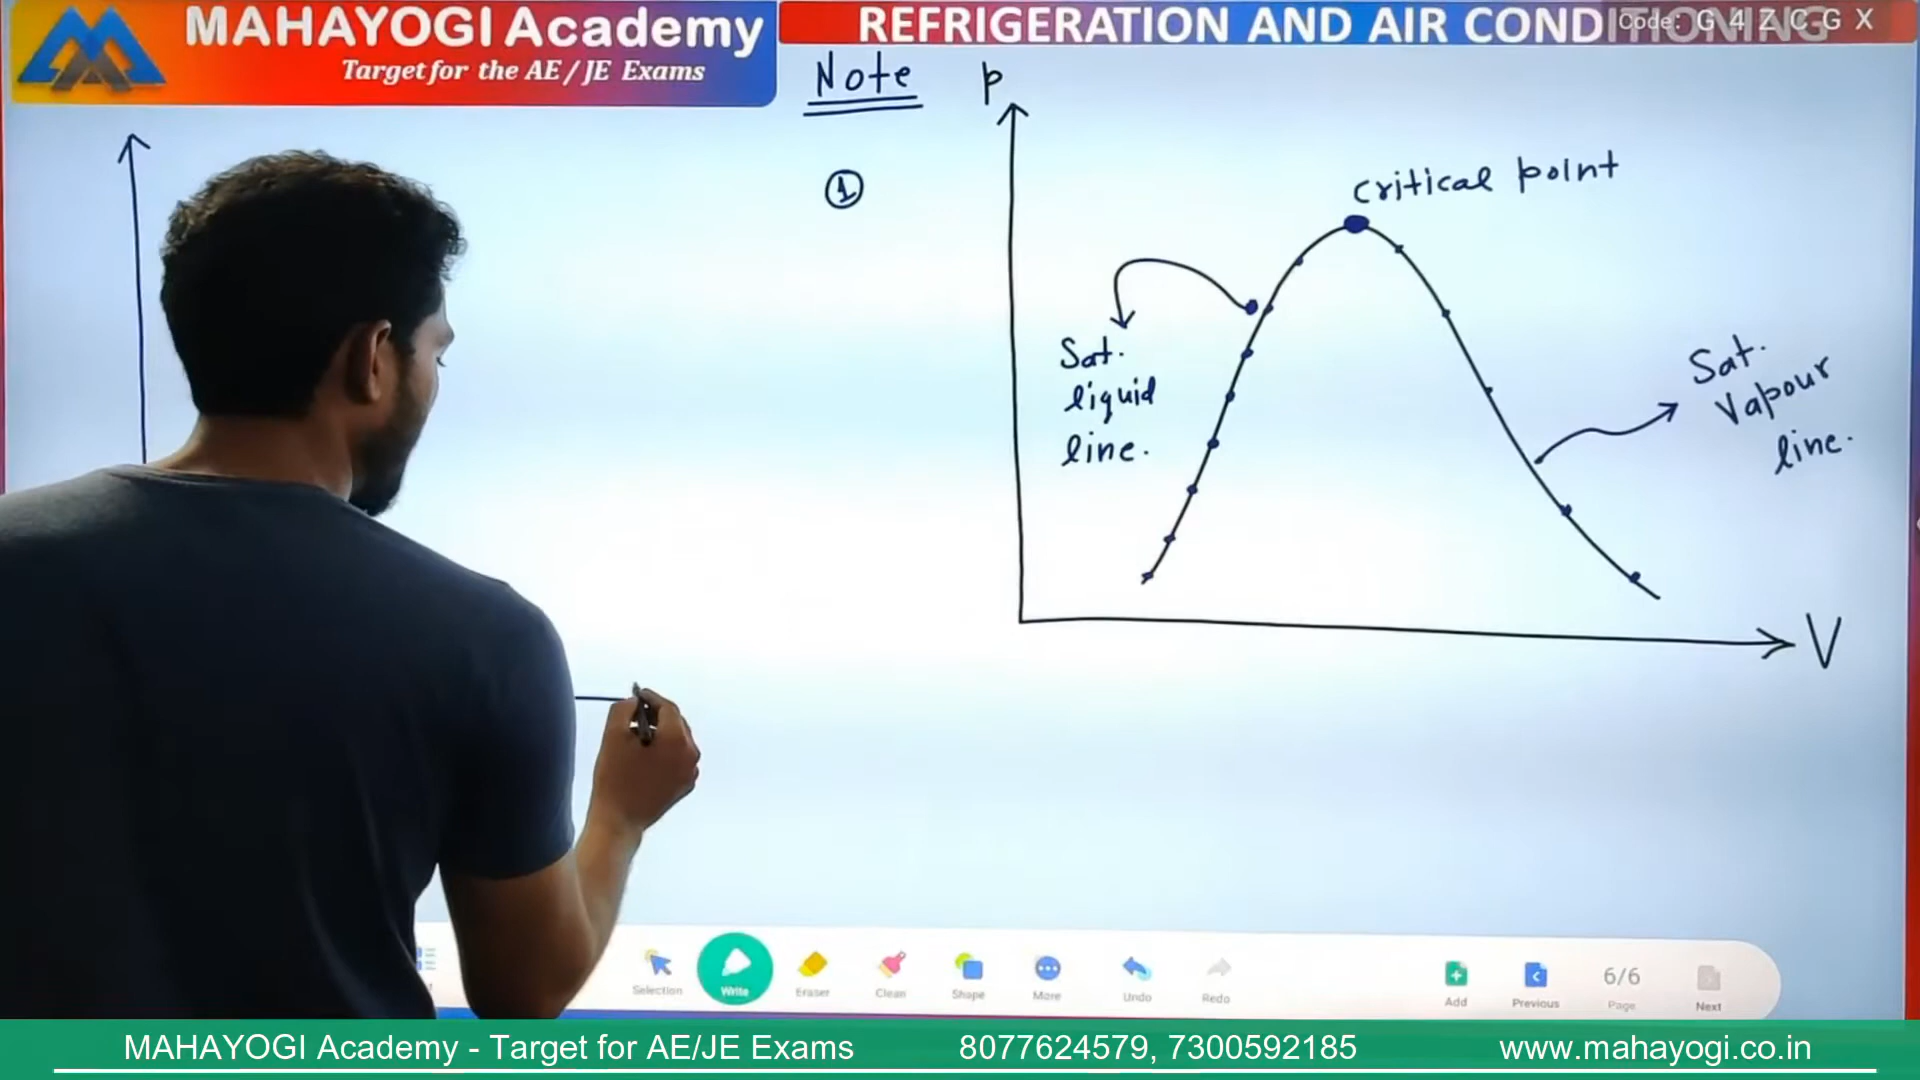 MAHAYOGI Academy
Target for the AE/JE Exams
REFRIGERATION AND AIR CONDITIONING
Code: G 4 Z C G X
Note
p
①
Critical point
Sat.
liquid
line.
Sat.
Vapour
line.
V
Selection
Write
Eraser
Clean
Shape
More
Undo
Redo
Add
Previous
6/6
Page
Next
MAHAYOGI Academy - Target for AE/JE Exams
8077624579, 7300592185
www.mahayogi.co.in